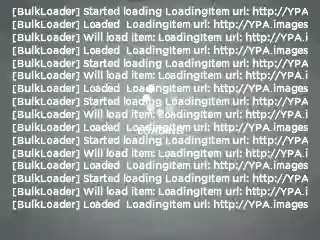 [BulkLoader] Started loading LoadingItem url: http://YPA
[BulkLoader] Loaded  LoadingItem url: http://YPA.images
[BulkLoader] Will load item: LoadingItem url: http://YPA.i
[BulkLoader] Loaded  LoadingItem url: http://YPA.images
[BulkLoader] Started loading LoadingItem url: http://YPA
[BulkLoader] Will load item: LoadingItem url: http://YPA.i
[BulkLoader] Loaded  LoadingItem url: http://YPA.images
[BulkLoader] Started loading LoadingItem url: http://YPA
[BulkLoader] Will load item: LoadingItem url: http://YPA.i
[BulkLoader] Loaded  LoadingItem url: http://YPA.images
[BulkLoader] Started loading LoadingItem url: http://YPA
[BulkLoader] Will load item: LoadingItem url: http://YPA.i
[BulkLoader] Loaded  LoadingItem url: http://YPA.images
[BulkLoader] Started loading LoadingItem url: http://YPA
[BulkLoader] Will load item: LoadingItem url: http://YPA.i
[BulkLoader] Loaded  LoadingItem url: http://YPA.images